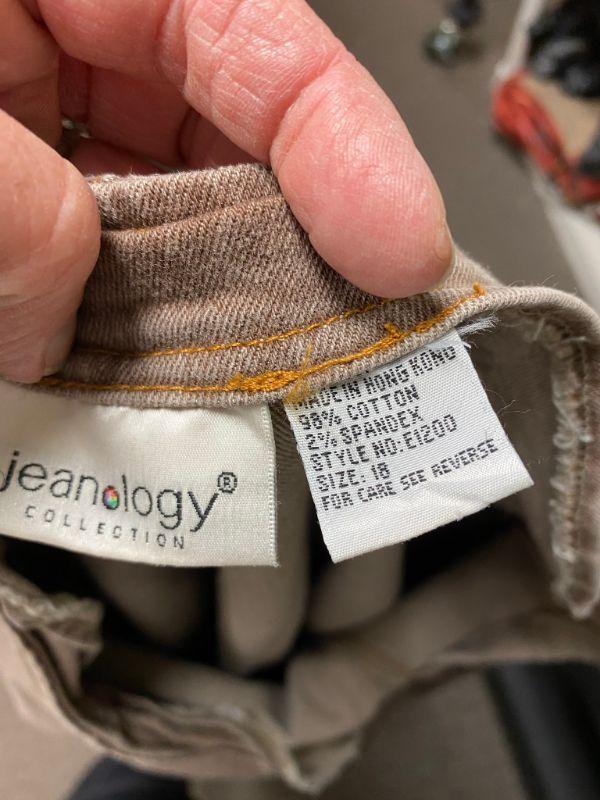 jeanology®
COLLECTION
MADE IN HONG KONG
98% COTTON
2% SPANDEX
STYLE NO:E1200
SIZE: 18
FOR CARE SEE REVERSE